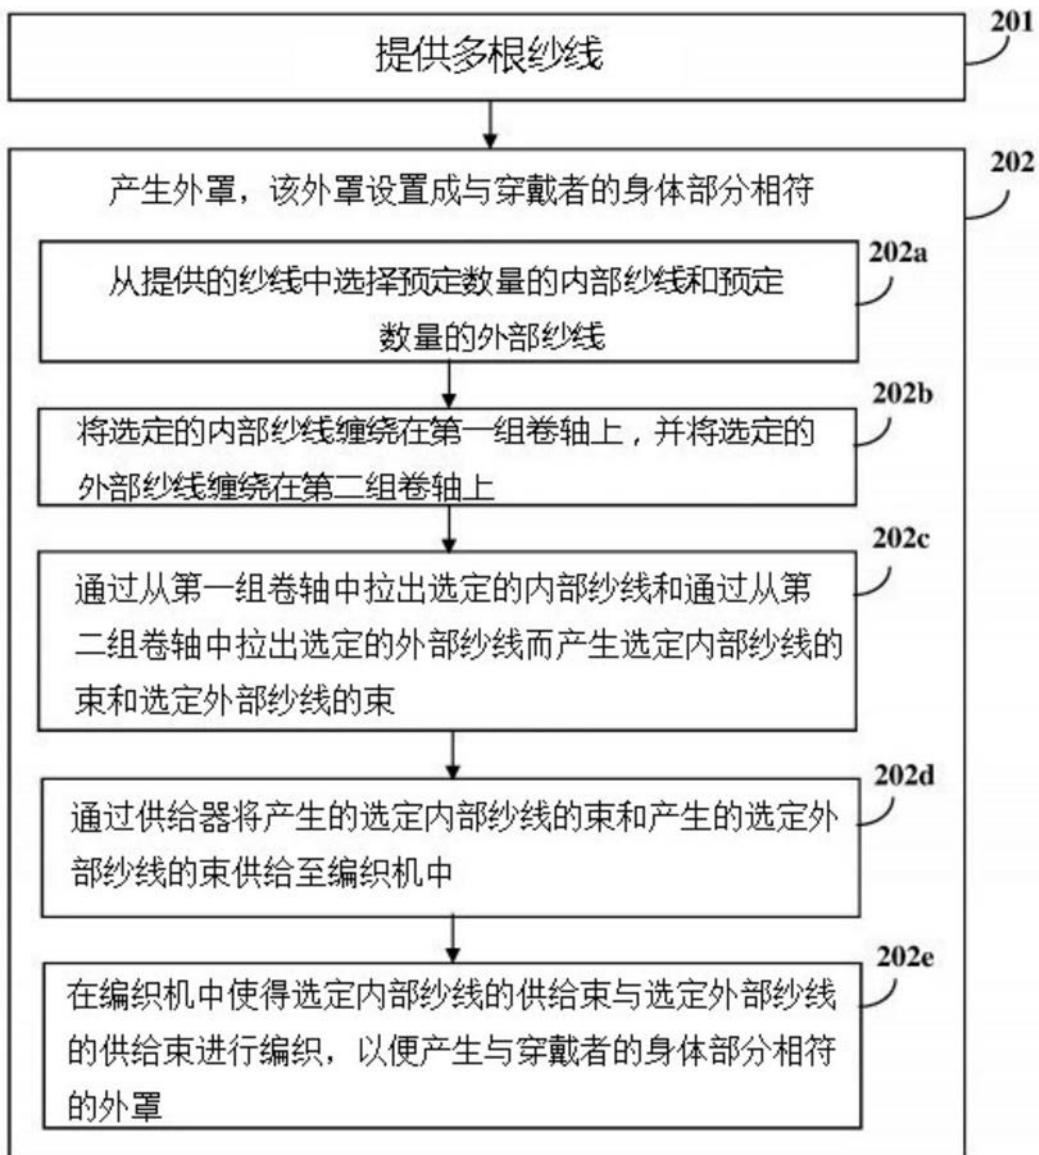 提供多根纱线
201
产生外罩，该外罩设置成与穿戴者的身体部分相符
202
从提供的纱线中选择预定数量的内部纱线和预定
数量的外部纱线
202a
将选定的内部纱线缠绕在第一组卷轴上，并将选定的
外部纱线缠绕在第二组卷轴上
202b
通过从第一组卷轴中拉出选定的内部纱线和通过从第
二组卷轴中拉出选定的外部纱线而产生选定内部纱线的
束和选定外部纱线的束
202c
通过供给器将产生的选定内部纱线的束和产生的选定外
部纱线的束供给至编织机中
202d
在编织机中使得选定内部纱线的供给束与选定外部纱线
的供给束进行编织，以便产生与穿戴者的身体部分相符
的外罩
202e